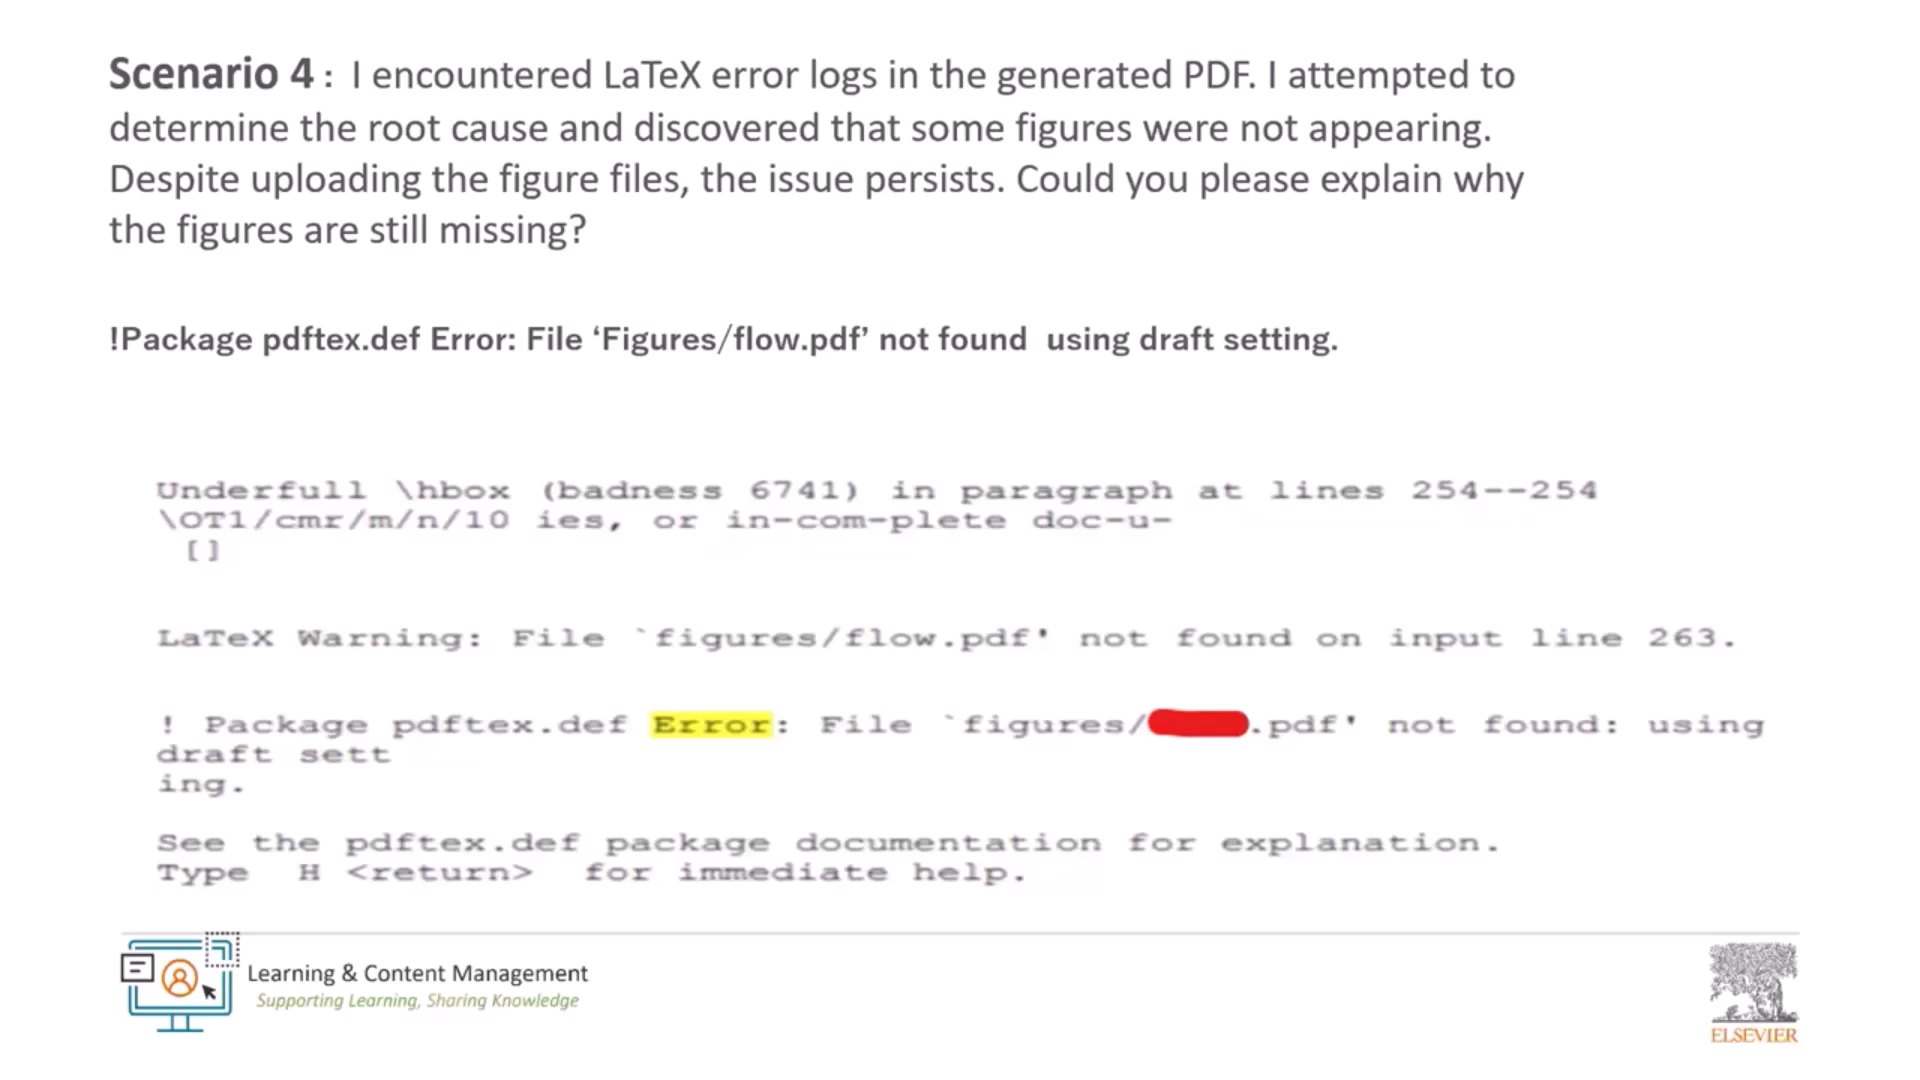 Scenario 4 : I encountered LaTeX error logs in the generated PDF. I attempted to
determine the root cause and discovered that some figures were not appearing.
Despite uploading the figure files, the issue persists. Could you please explain why
the figures are still missing?
!Package pdftex.def Error: File ‘Figures/flow.pdf’ not found  using draft setting.
Underfull \hbox (badness 6741) in paragraph at lines 254--254
\OT1/cmr/m/n/10 ies, or in-com-plete doc-u-
[]
LaTeX Warning: File `figures/flow.pdf' not found on input line 263.
! Package pdftex.def Error: File `figures/.pdf' not found: using
draft sett
ing.
See the pdftex.def package documentation for explanation.
Type  H <return>  for immediate help.
Learning & Content Management
Supporting Learning, Sharing Knowledge
ELSEVIER